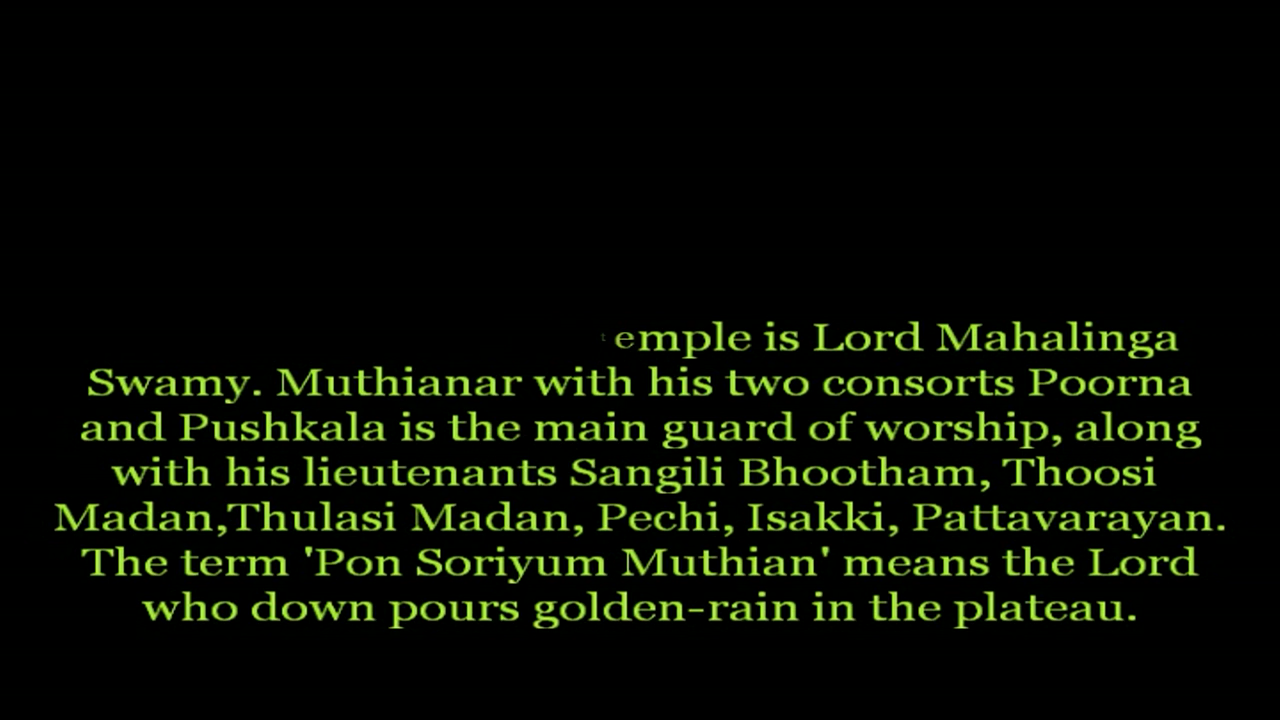 temple is Lord Mahalinga
Swamy. Muthianar with his two consorts Poorna
and Pushkala is the main guard of worship, along
with his lieutenants Sangili Bhootham, Thoosi
Madan,Thulasi Madan, Pechi, Isakki, Pattavarayan.
The term 'Pon Soriyum Muthian' means the Lord
who down pours golden-rain in the plateau.